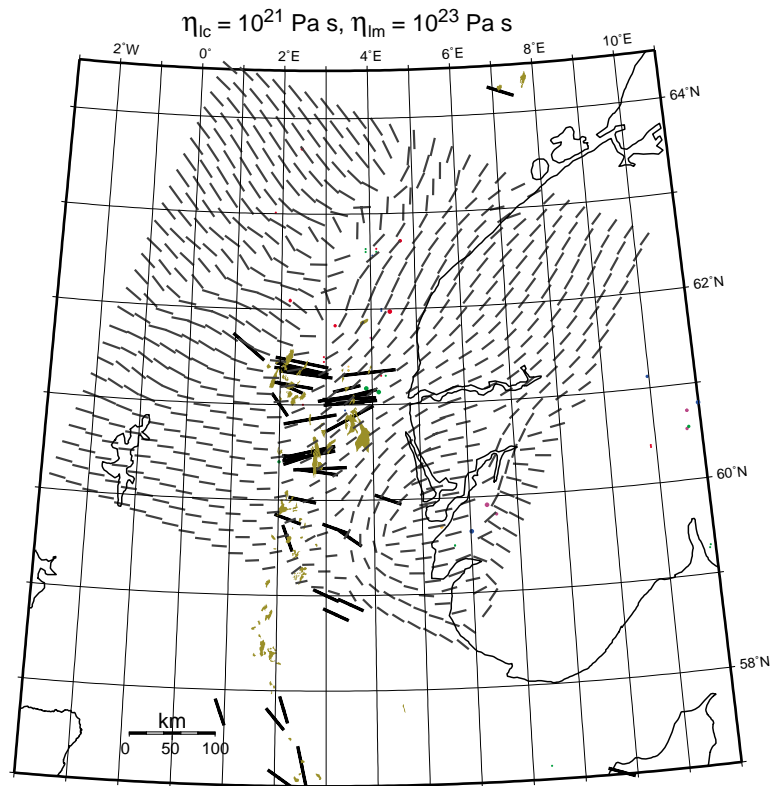 η_lc = 10^21 Pa s, η_lm = 10^23 Pa s
2˚W 0˚ 2˚E 4˚E 6˚E 8˚E 10˚E
64˚N
62˚N
60˚N
58˚N
km
0 50 100